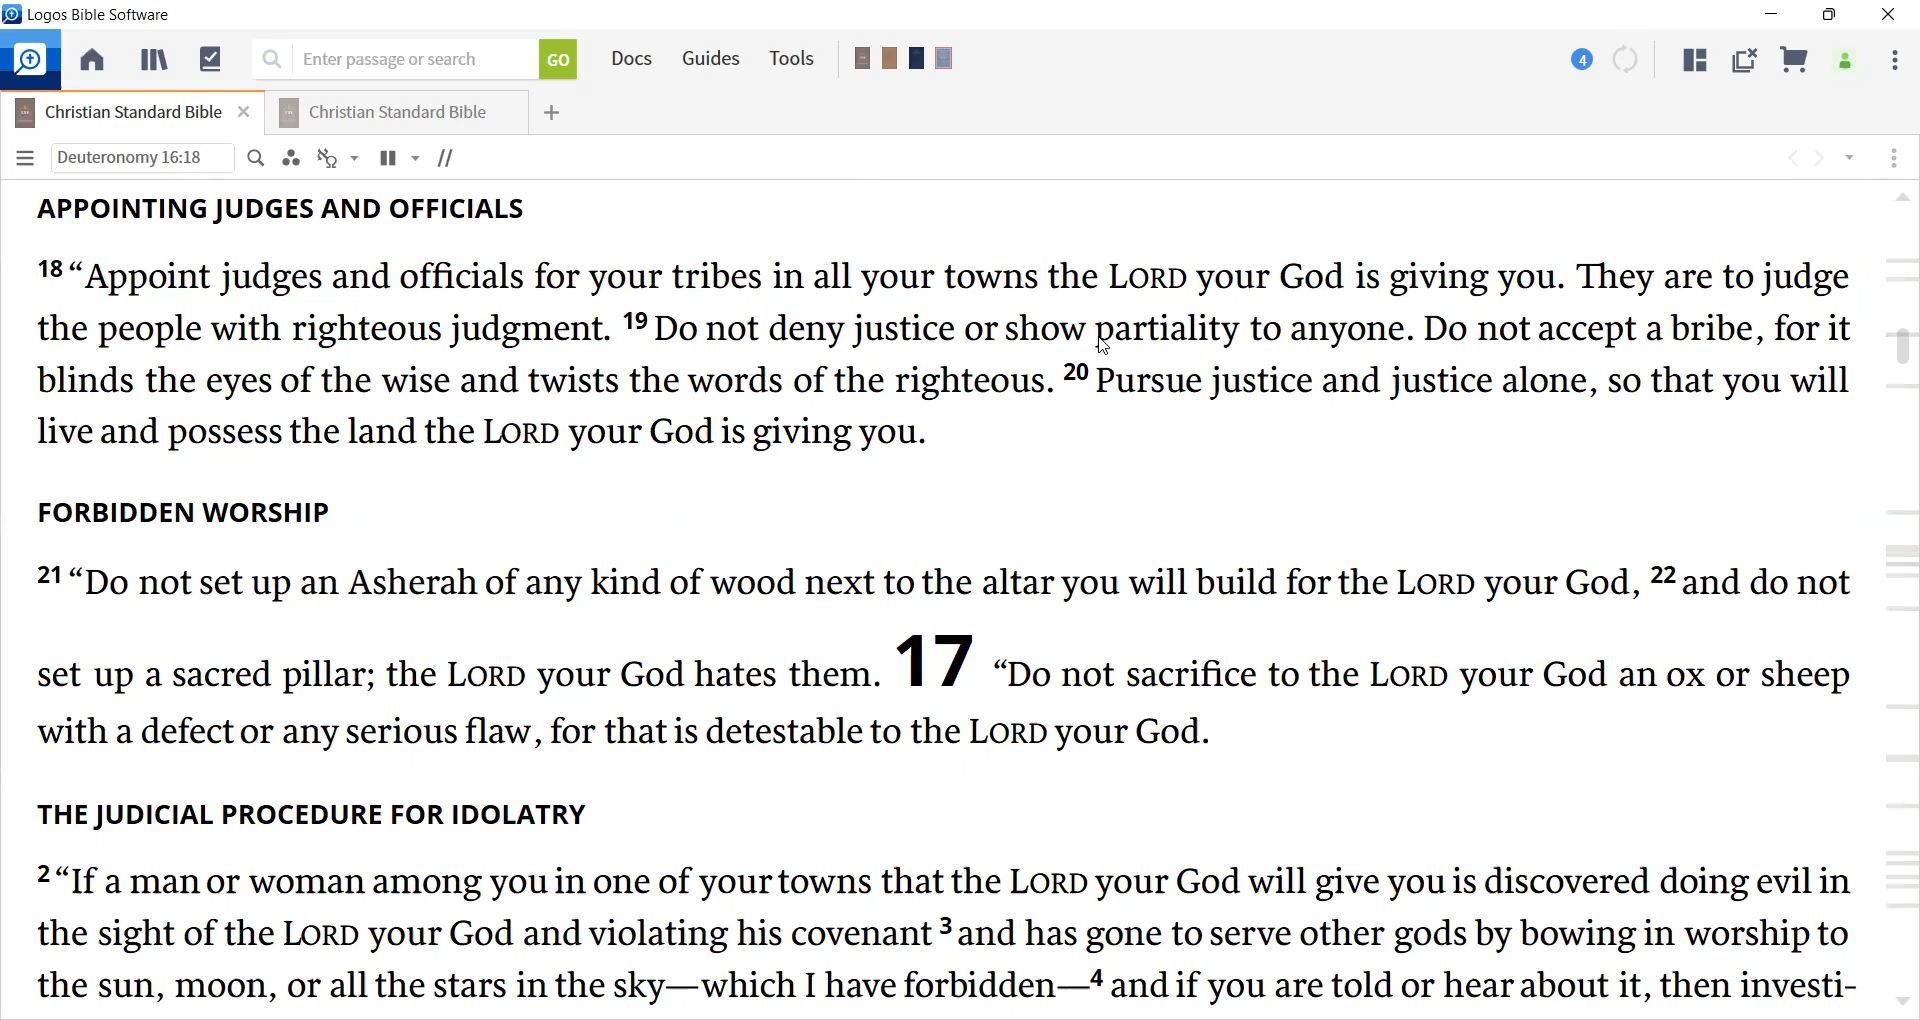 Logos Bible Software
Enter passage or search GO Docs Guides Tools 4
Christian Standard Bible Christian Standard Bible
Deuteronomy 16:18
APPOINTING JUDGES AND OFFICIALS
18 “Appoint judges and officials for your tribes in all your towns the LORD your God is giving you. They are to judge
the people with righteous judgment. 19 Do not deny justice or show partiality to anyone. Do not accept a bribe, for it
blinds the eyes of the wise and twists the words of the righteous. 20 Pursue justice and justice alone, so that you will
live and possess the land the LORD your God is giving you.
FORBIDDEN WORSHIP
21 “Do not set up an Asherah of any kind of wood next to the altar you will build for the LORD your God, 22 and do not
set up a sacred pillar; the LORD your God hates them. 17 “Do not sacrifice to the LORD your God an ox or sheep
with a defect or any serious flaw, for that is detestable to the LORD your God.
THE JUDICIAL PROCEDURE FOR IDOLATRY
2 “If a man or woman among you in one of your towns that the LORD your God will give you is discovered doing evil in
the sight of the LORD your God and violating his covenant 3 and has gone to serve other gods by bowing in worship to
the sun, moon, or all the stars in the sky—which I have forbidden—4 and if you are told or hear about it, then investi-